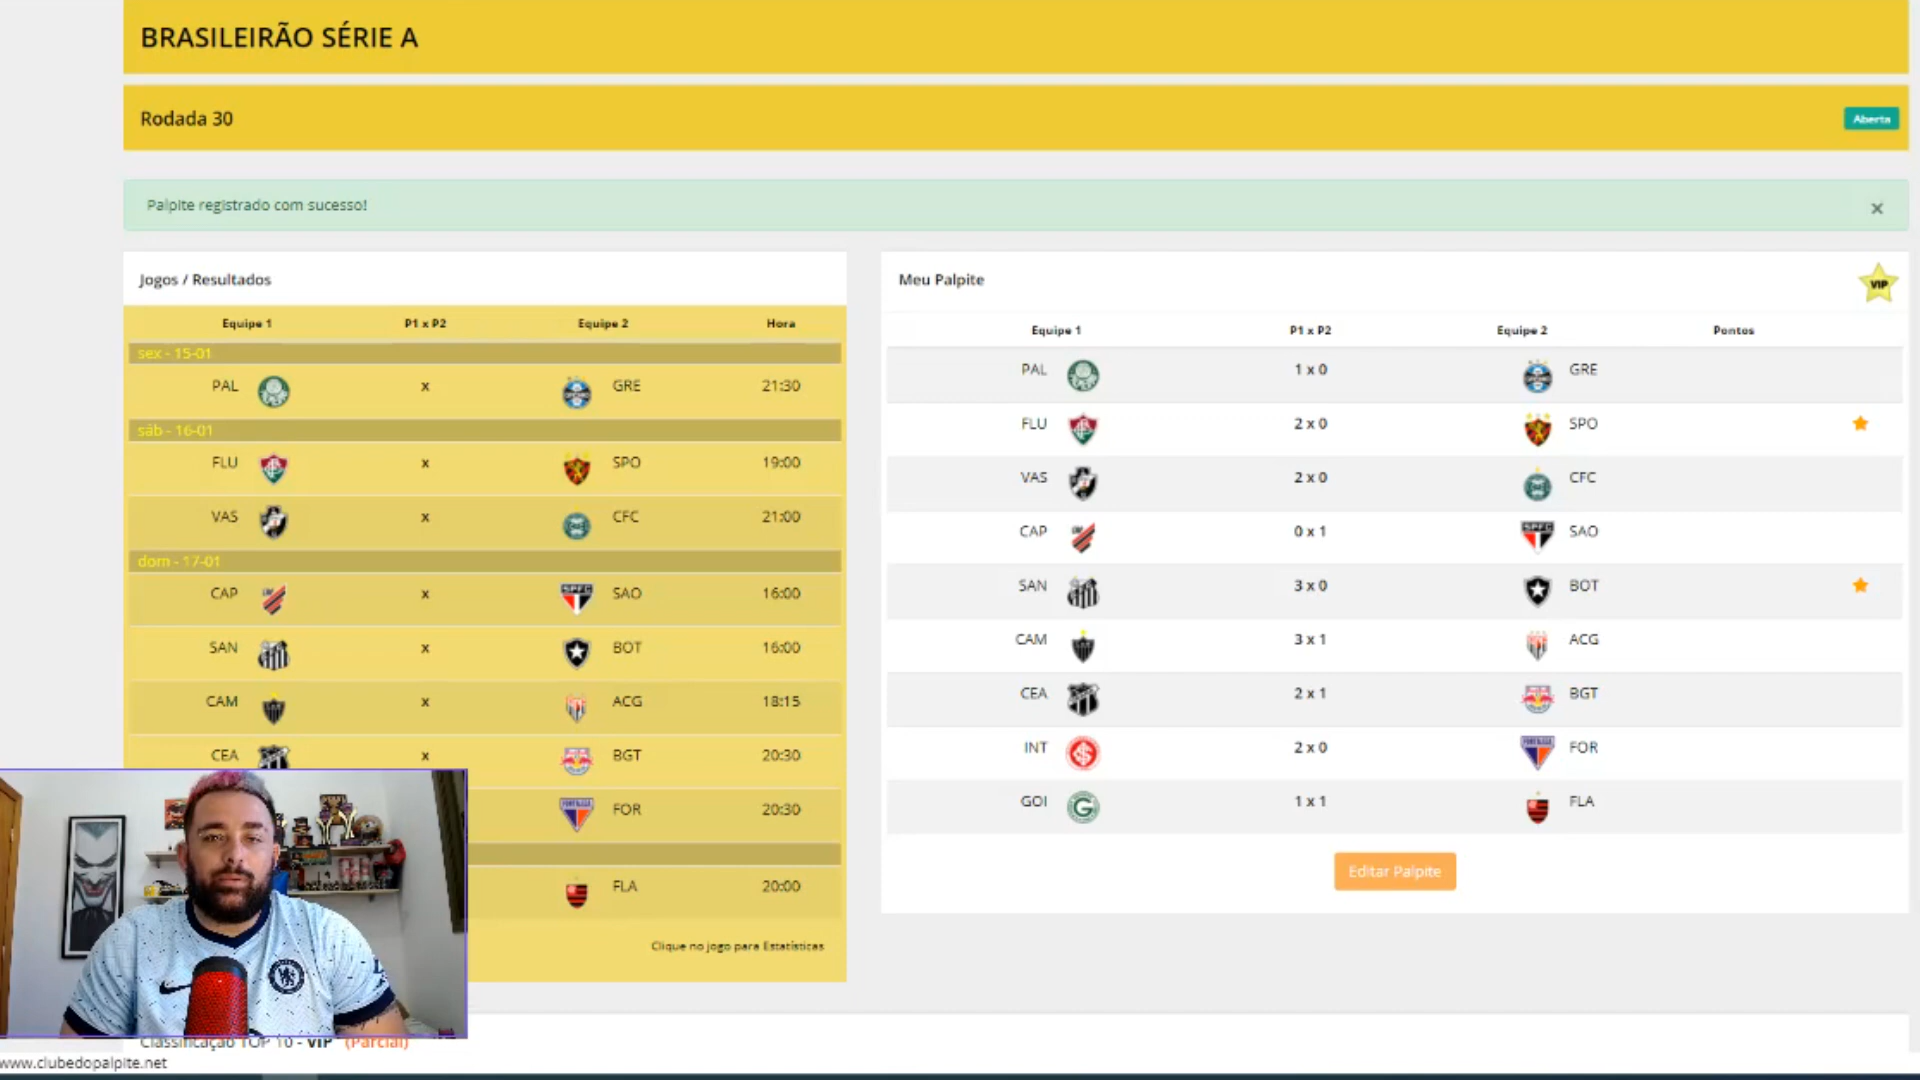 BRASILEIRÃO SÉRIE A
Rodada 30
Aberta
Palpite registrado com sucesso!
×
Jogos / Resultados
Equipe 1 P1 x P2 Equipe 2 Hora
sex - 15-01
PAL x GRE 21:30
sáb - 16-01
FLU x SPO 19:00
VAS x CFC 21:00
dom - 17-01
CAP x SAO 16:00
SAN x BOT 16:00
CAM x ACG 18:15
CEA x BGT 20:30
FOR 20:30
FLA 20:00
Clique no jogo para Estatísticas
Meu Palpite
VIP
Equipe 1 P1 x P2 Equipe 2 Pontos
PAL 1 x 0 GRE
FLU 2 x 0 SPO
VAS 2 x 0 CFC
CAP 0 x 1 SAO
SAN 3 x 0 BOT
CAM 3 x 1 ACG
CEA 2 x 1 BGT
INT 2 x 0 FOR
GOI 1 x 1 FLA
Editar Palpite
Classificação TOP 10 - VIP (Parcial)
www.clubedopalpite.net